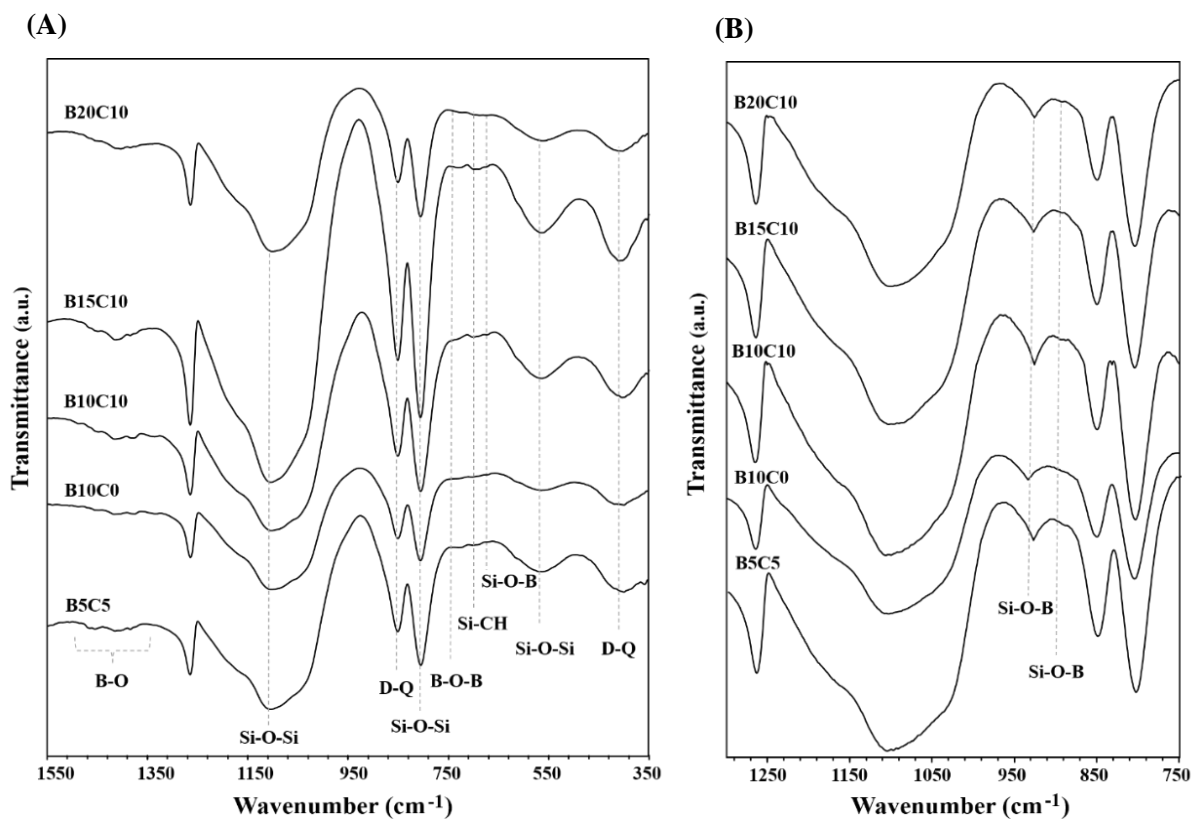 (A)
B20C10
B15C10
B10C10
B10C0
B5C5
B-O
Si-O-Si
D-Q
Si-O-Si
B-O-B
Si-CH
Si-O-B
Si-O-Si
D-Q
Transmittance (a.u.)
1550
1350
1150
950
750
550
350
Wavenumber (cm-1)
(B)
B20C10
B15C10
B10C10
B10C0
B5C5
Si-O-B
Si-O-B
Transmittance (a.u.)
1250
1150
1050
950
850
750
Wavenumber (cm-1)